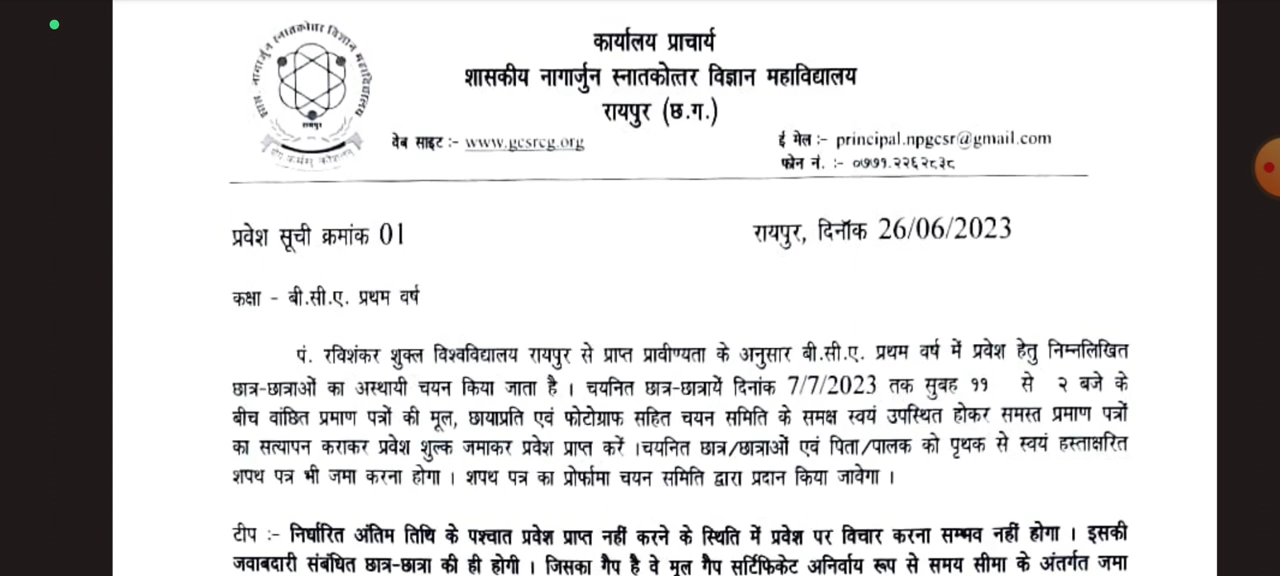 शास. नागार्जुन स्नातकोत्तर विज्ञान महाविद्यालय
रायपुर
कार्यालय प्राचार्य
शासकीय नागार्जुन स्नातकोत्तर विज्ञान महाविद्यालय
रायपुर (छ.ग.)
वेब साइट :- www.gcsrcg.org
ई मेल :- principal.npgcsr@gmail.com
फोन नं. :- ०७७१.२२६२८३८
प्रवेश सूची क्रमांक 01
रायपुर, दिनॉक 26/06/2023
कक्षा - बी.सी.ए. प्रथम वर्ष
पं. रविशंकर शुक्ल विश्वविद्यालय रायपुर से प्राप्त प्रावीण्यता के अनुसार बी.सी.ए. प्रथम वर्ष में प्रवेश हेतु निम्नलिखित
छात्र-छात्राओं का अस्थायी चयन किया जाता है । चयनित छात्र-छात्रायें दिनांक 7/7/2023 तक सुबह ११ से २ बजे के
बीच वांछित प्रमाण पत्रों की मूल, छायाप्रति एवं फोटोग्राफ सहित चयन समिति के समक्ष स्वयं उपस्थित होकर समस्त प्रमाण पत्रों
का सत्यापन कराकर प्रवेश शुल्क जमाकर प्रवेश प्राप्त करें ।चयनित छात्र/छात्राओं एवं पिता/पालक को पृथक से स्वयं हस्ताक्षरित
शपथ पत्र भी जमा करना होगा । शपथ पत्र का प्रोर्फामा चयन समिति द्वारा प्रदान किया जावेगा ।
टीप :- निर्धारित अंतिम तिथि के पश्चात प्रवेश प्राप्त नहीं करने के स्थिति में प्रवेश पर विचार करना सम्भव नहीं होगा । इसकी
जवाबदारी संबंधित छात्र-छात्रा की ही होगी । जिसका गैप है वे मूल गैप सर्टिफिकेट अनिर्वाय रूप से समय सीमा के अंतर्गत जमा